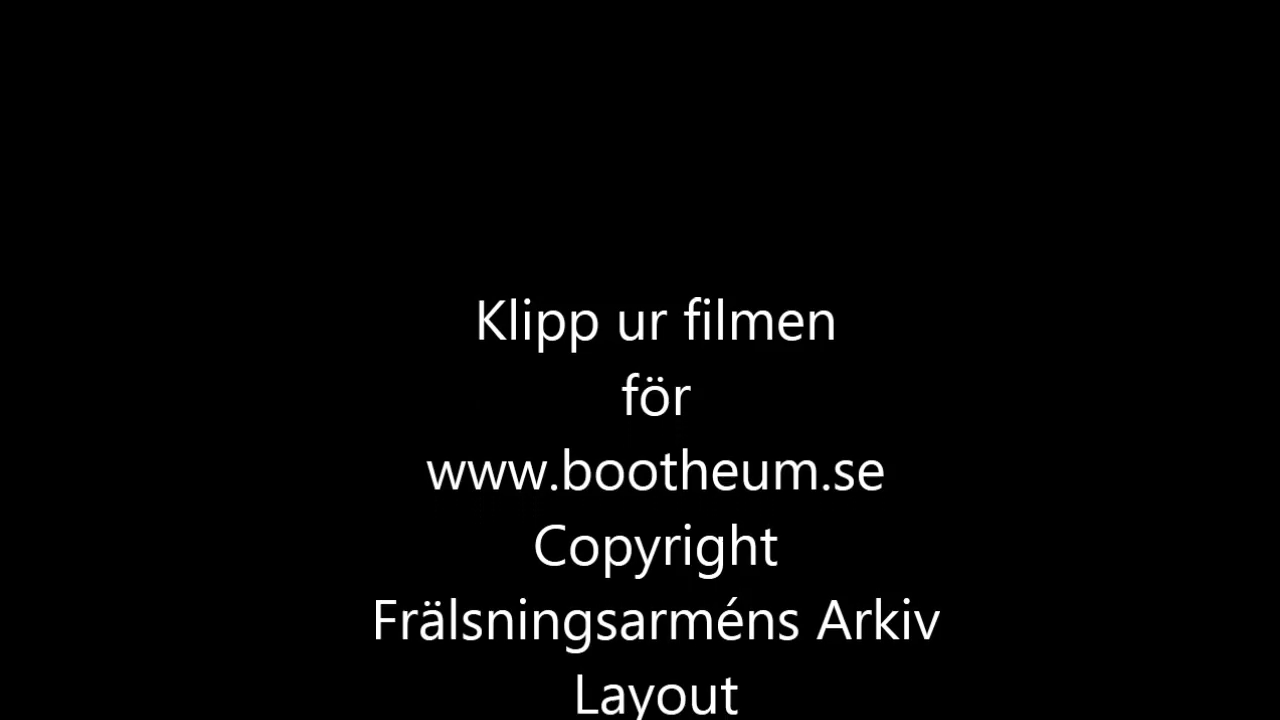 Klipp ur filmen
för
www.bootheum.se
Copyright
Frälsningsarméns Arkiv
Layout